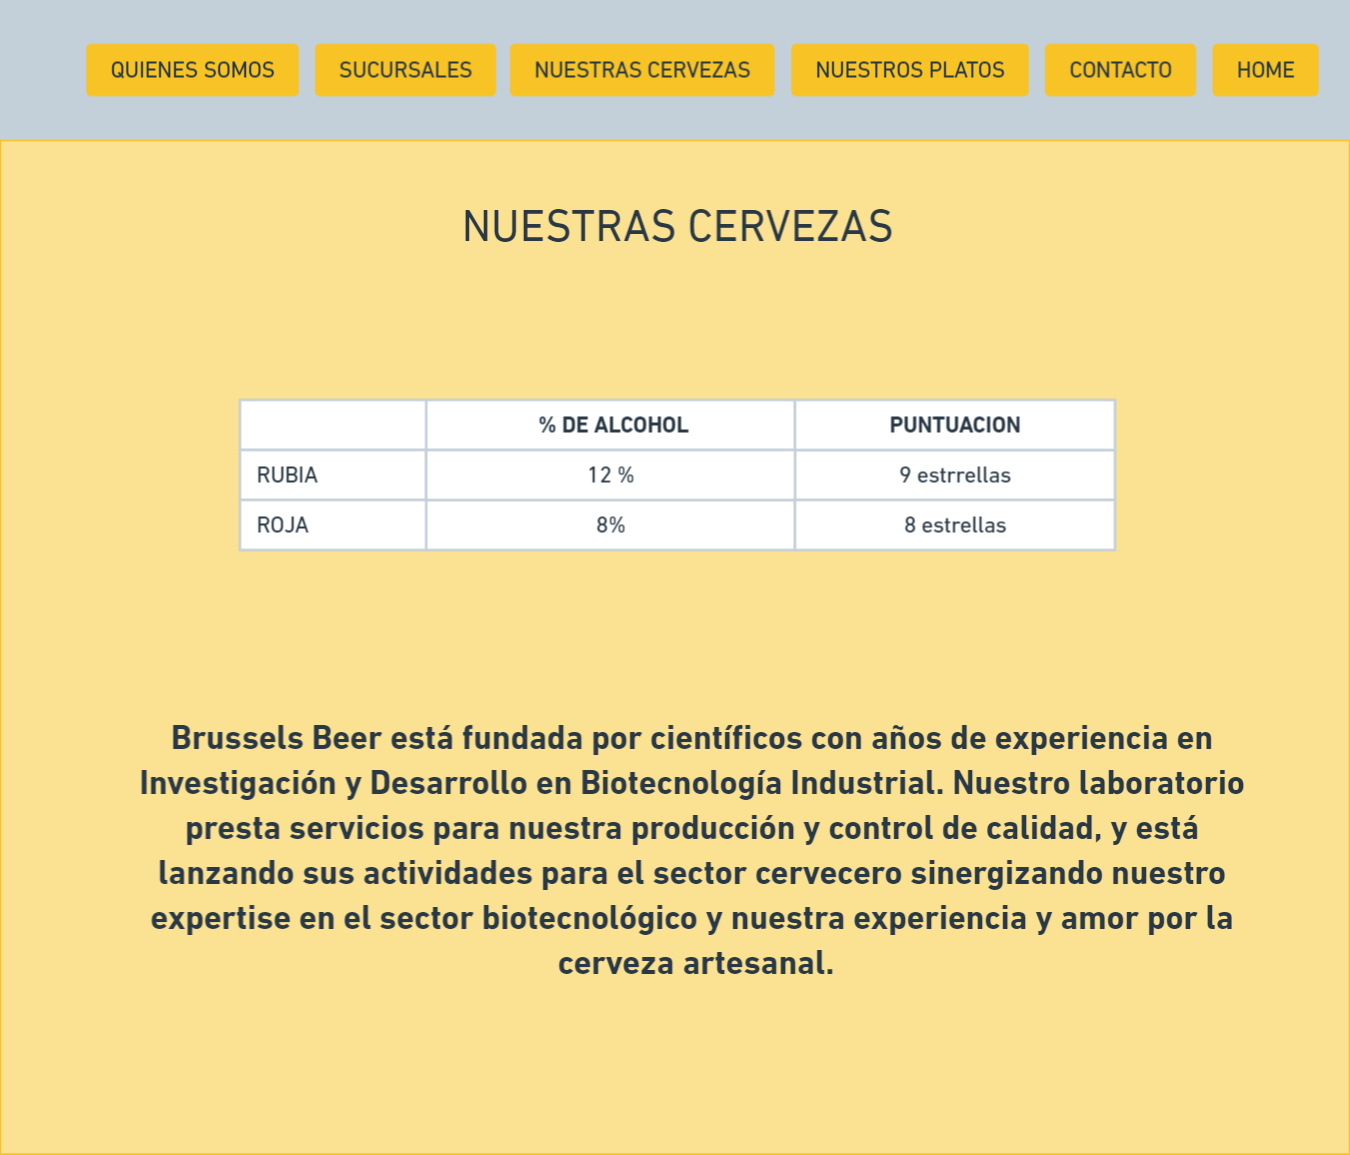 QUIENES SOMOS SUCURSALES NUESTRAS CERVEZAS NUESTROS PLATOS CONTACTO HOME
NUESTRAS CERVEZAS
% DE ALCOHOL PUNTUACION
RUBIA 12 % 9 estrrellas
ROJA 8% 8 estrellas
Brussels Beer está fundada por científicos con años de experiencia en
Investigación y Desarrollo en Biotecnología Industrial. Nuestro laboratorio
presta servicios para nuestra producción y control de calidad, y está
lanzando sus actividades para el sector cervecero sinergizando nuestro
expertise en el sector biotecnológico y nuestra experiencia y amor por la
cerveza artesanal.